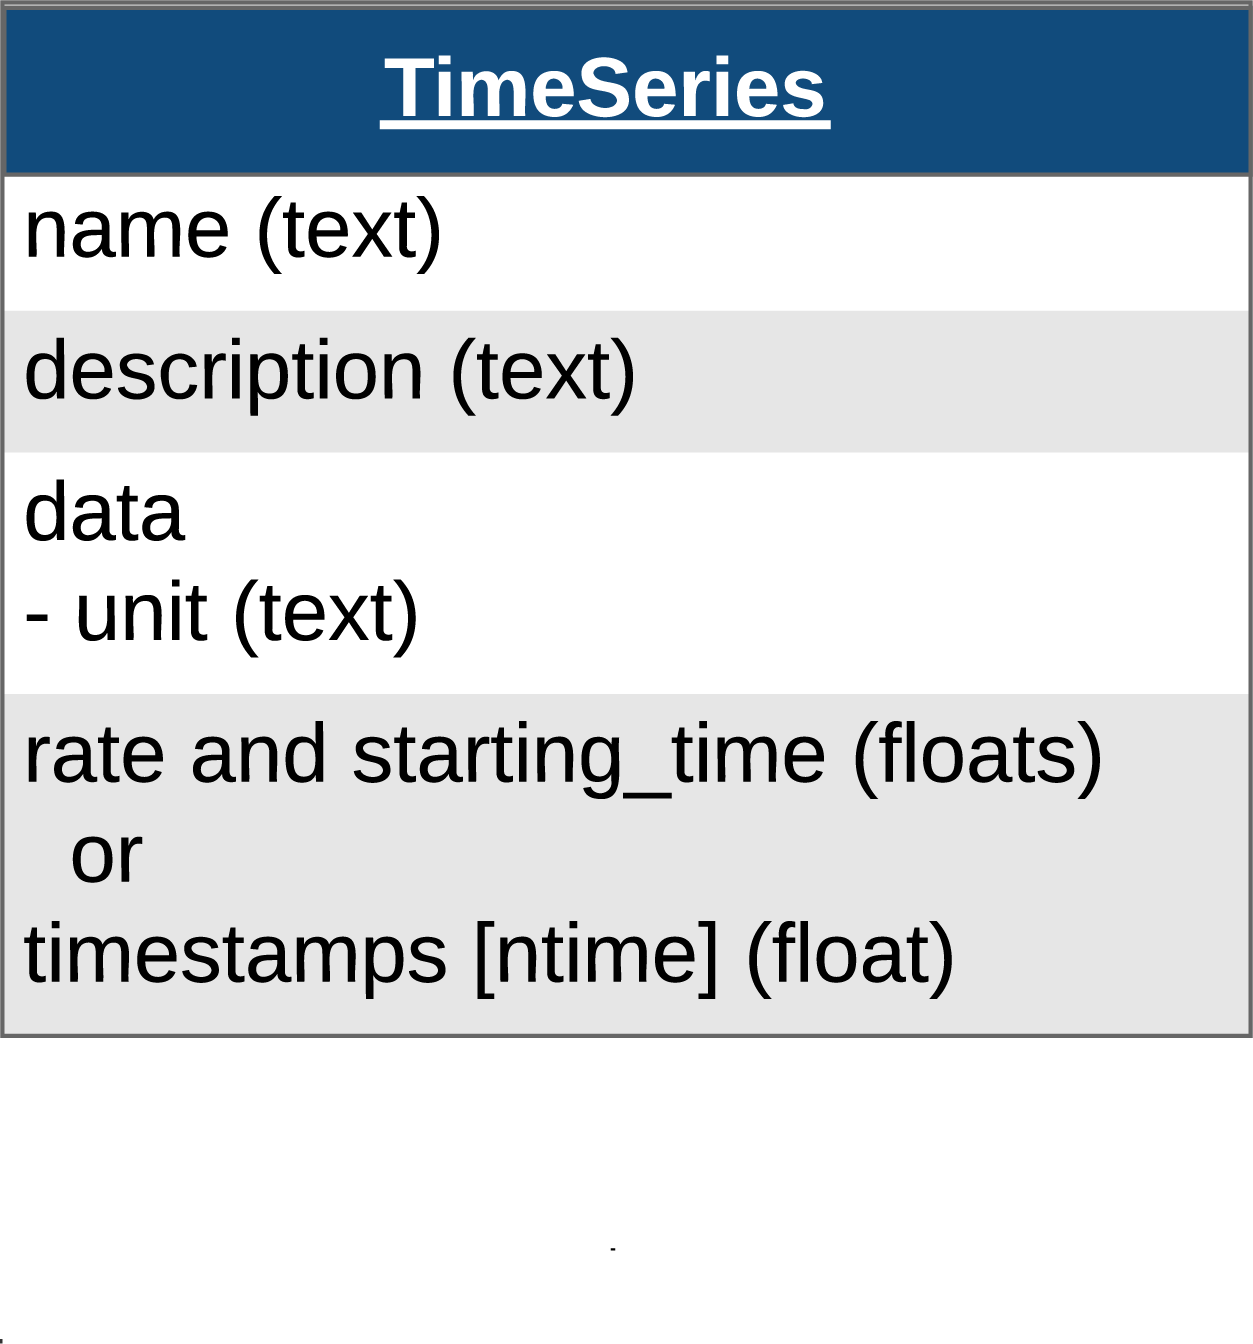 TimeSeries
name (text)
description (text)
data
- unit (text)
rate and starting_time (floats)
or
timestamps [ntime] (float)
-